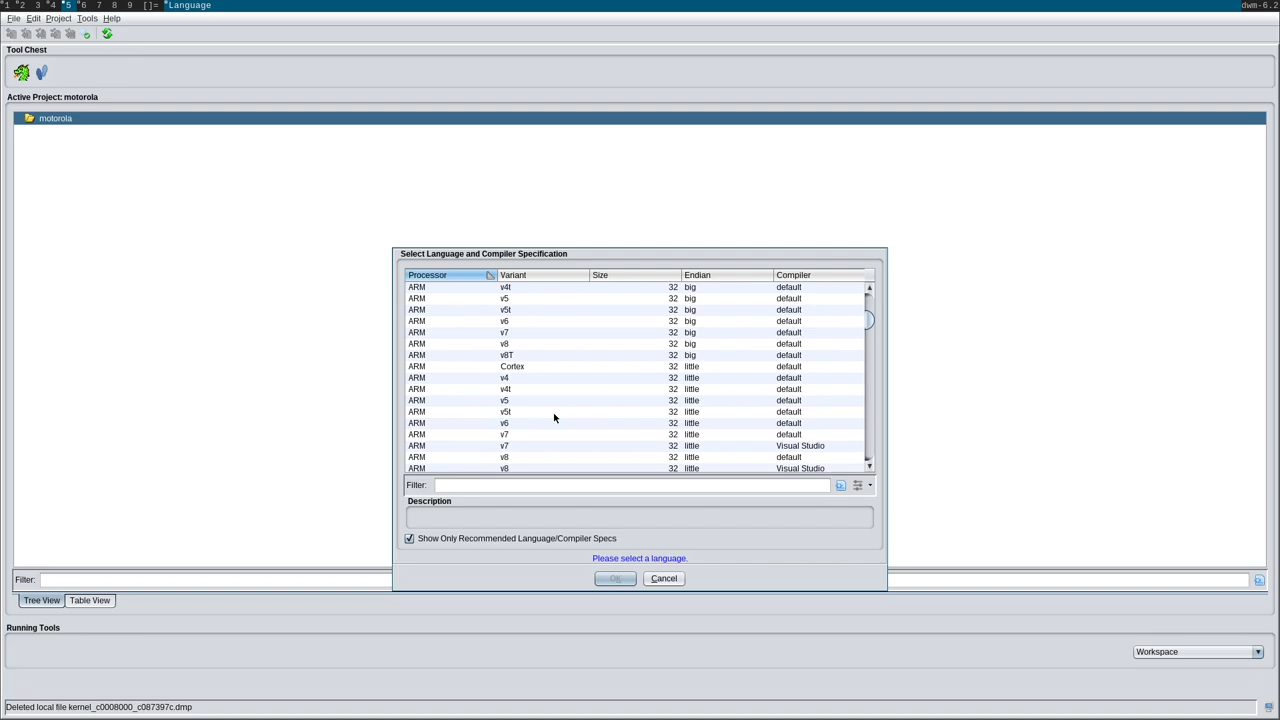 1 2 3 4 5 6 7 8 9 []= Language dwm-6.2
File Edit Project Tools Help
Tool Chest
Active Project: motorola
motorola
Select Language and Compiler Specification
Processor Variant Size Endian Compiler
ARM v4t 32 big default
ARM v5 32 big default
ARM v5t 32 big default
ARM v6 32 big default
ARM v7 32 big default
ARM v8 32 big default
ARM v8T 32 big default
ARM Cortex 32 little default
ARM v4 32 little default
ARM v4t 32 little default
ARM v5 32 little default
ARM v5t 32 little default
ARM v6 32 little default
ARM v7 32 little default
ARM v7 32 little Visual Studio
ARM v8 32 little default
ARM v8 32 little Visual Studio
Filter:
Description
Show Only Recommended Language/Compiler Specs
Please select a language.
OK Cancel
Filter:
Tree View Table View
Running Tools
Workspace
Deleted local file kernel_c0008000_c087397c.dmp